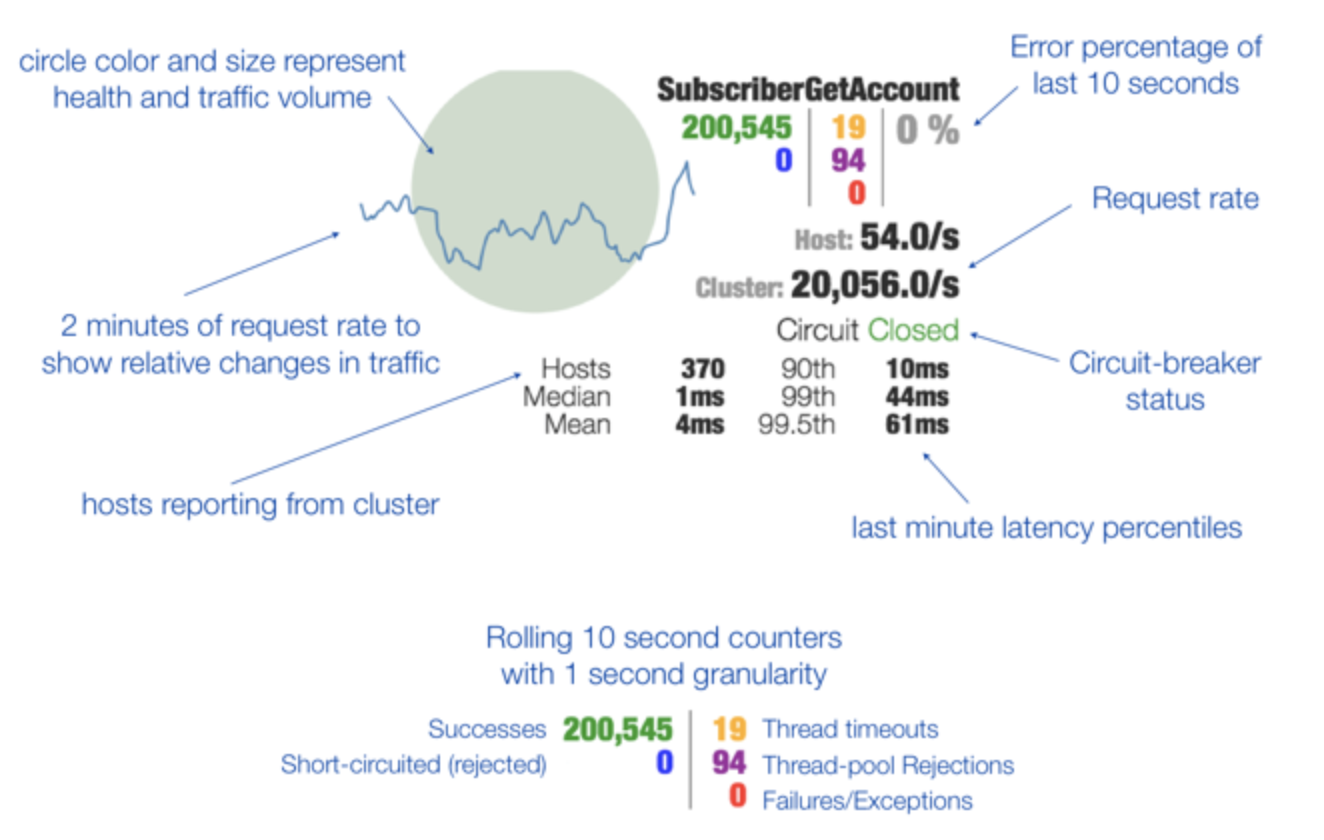 circle color and size represent
health and traffic volume
Error percentage of
last 10 seconds
SubscriberGetAccount
200,545 19 0 %
0 94
0
Request rate
Host: 54.0/s
Cluster: 20,056.0/s
2 minutes of request rate to
show relative changes in traffic
Circuit Closed
Circuit-breaker
status
Hosts 370 90th 10ms
Median 1ms 99th 44ms
Mean 4ms 99.5th 61ms
hosts reporting from cluster
last minute latency percentiles
Rolling 10 second counters
with 1 second granularity
Successes 200,545 19 Thread timeouts
Short-circuited (rejected) 0 94 Thread-pool Rejections
0 Failures/Exceptions